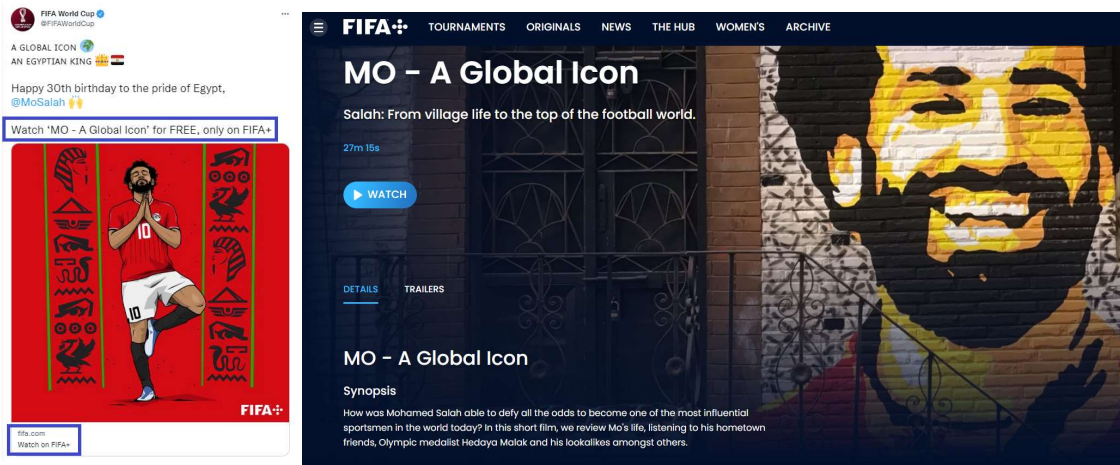 FIFA World Cup
@FIFAWorldCup
A GLOBAL ICON 🌍
AN EGYPTIAN KING 👑 🇪🇬
Happy 30th birthday to the pride of Egypt,
@MoSalah 🙌
Watch ‘MO - A Global Icon’ for FREE, only on FIFA+
10
10
FIFA+
fifa.com
Watch on FIFA+
FIFA+ TOURNAMENTS ORIGINALS NEWS THE HUB WOMEN'S ARCHIVE
MO - A Global Icon
Salah: From village life to the top of the football world.
27m 15s
WATCH
DETAILS TRAILERS
MO - A Global Icon
Synopsis
How was Mohamed Salah able to defy all the odds to become one of the most influential
sportsmen in the world today? In this short film, we review Mo's life, listening to his hometown
friends, Olympic medalist Hedaya Malak and his lookalikes amongst others.